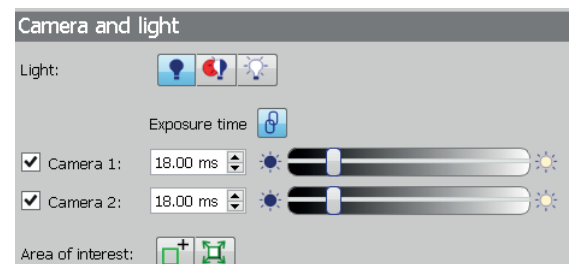 Camera and light
Light:
Exposure time
Camera 1: 18.00 ms
Camera 2: 18.00 ms
Area of interest: